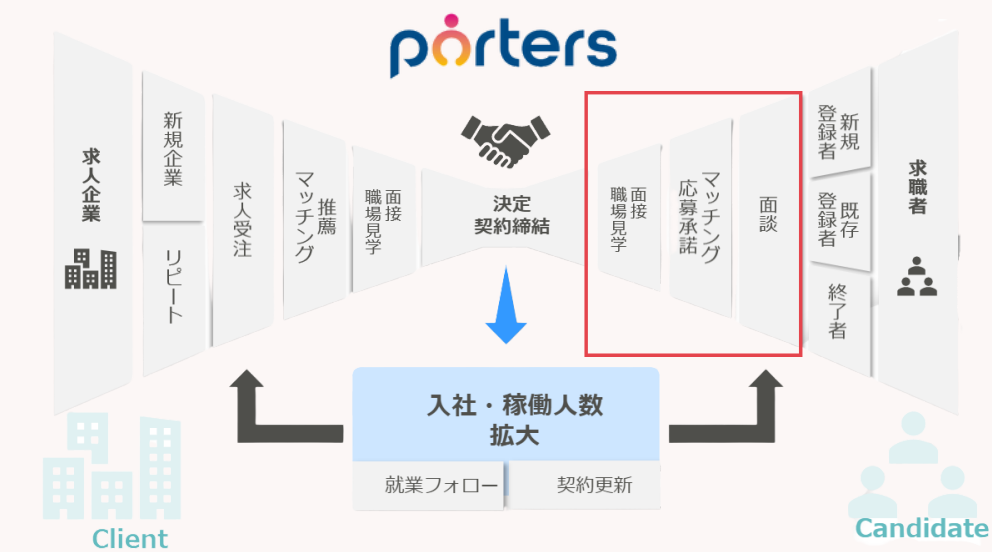 porters
求人企業
新規企業
リピート
求人受注
推薦
マッチング
面接
職場見学
決定
契約締結
面接
職場見学
マッチング
応募承諾
面談
新規
登録者
既存
登録者
終了者
求職者
入社・稼働人数
拡大
就業フォロー
契約更新
Client
Candidate